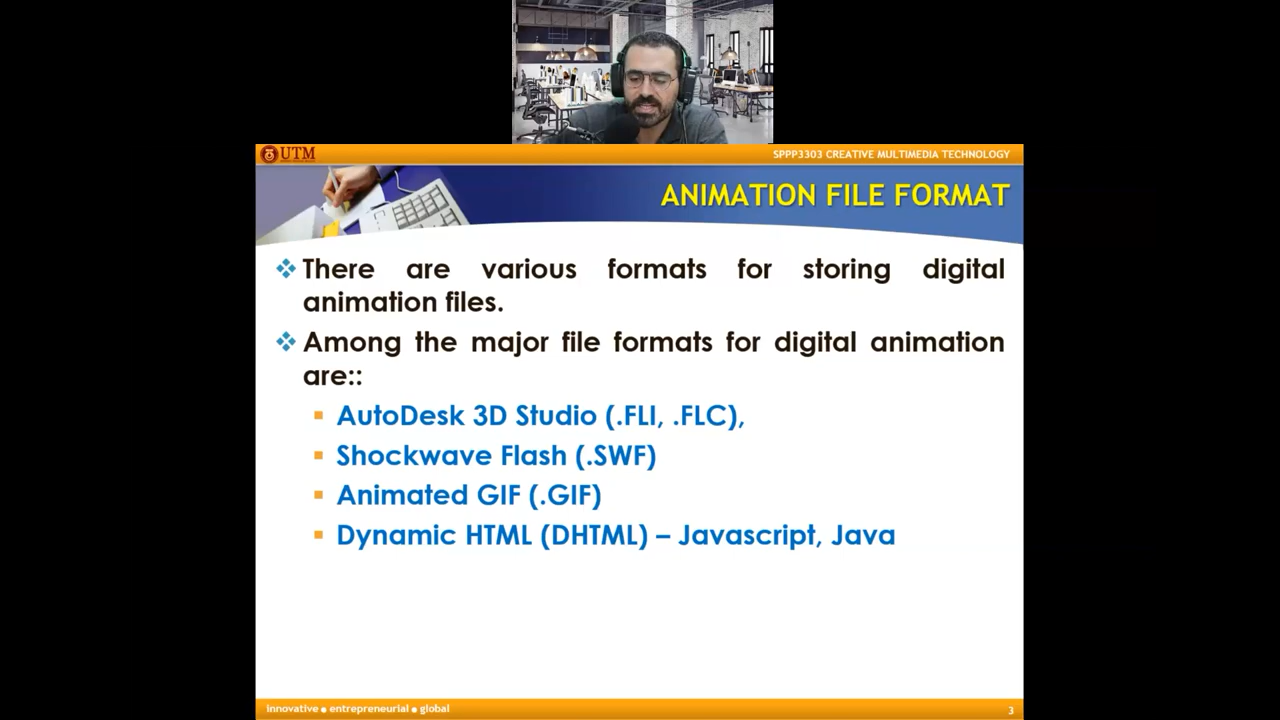 UTM
SPPP3303 CREATIVE MULTIMEDIA TECHNOLOGY
ANIMATION FILE FORMAT
There are various formats for storing digital
animation files.
Among the major file formats for digital animation
are::
AutoDesk 3D Studio (.FLI, .FLC),
Shockwave Flash (.SWF)
Animated GIF (.GIF)
Dynamic HTML (DHTML) – Javascript, Java
innovative ● entrepreneurial ● global
3